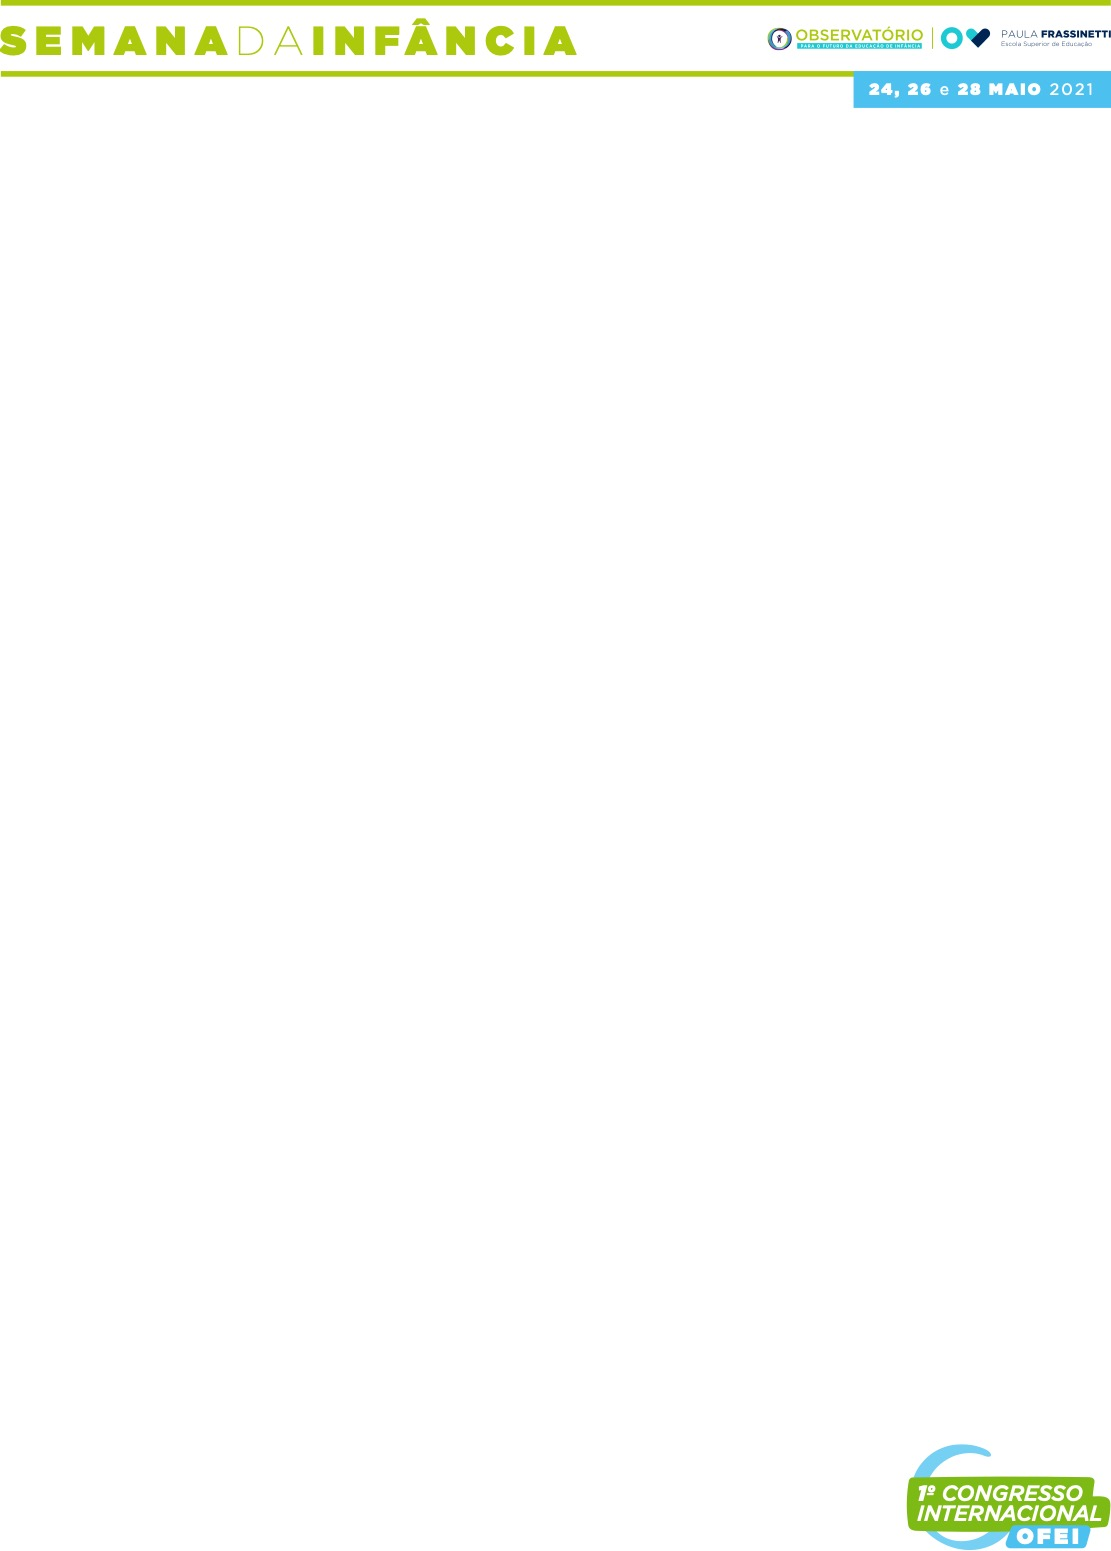 SEMANADAINFÂNCIA
OBSERVATÓRIO
PARA O FUTURO DA EDUCAÇÃO DE INFÂNCIA
PAULA FRASSINETTI
Escola Superior de Educação
24, 26 e 28 MAIO 2021
1º CONGRESSO
INTERNACIONAL
OFEI